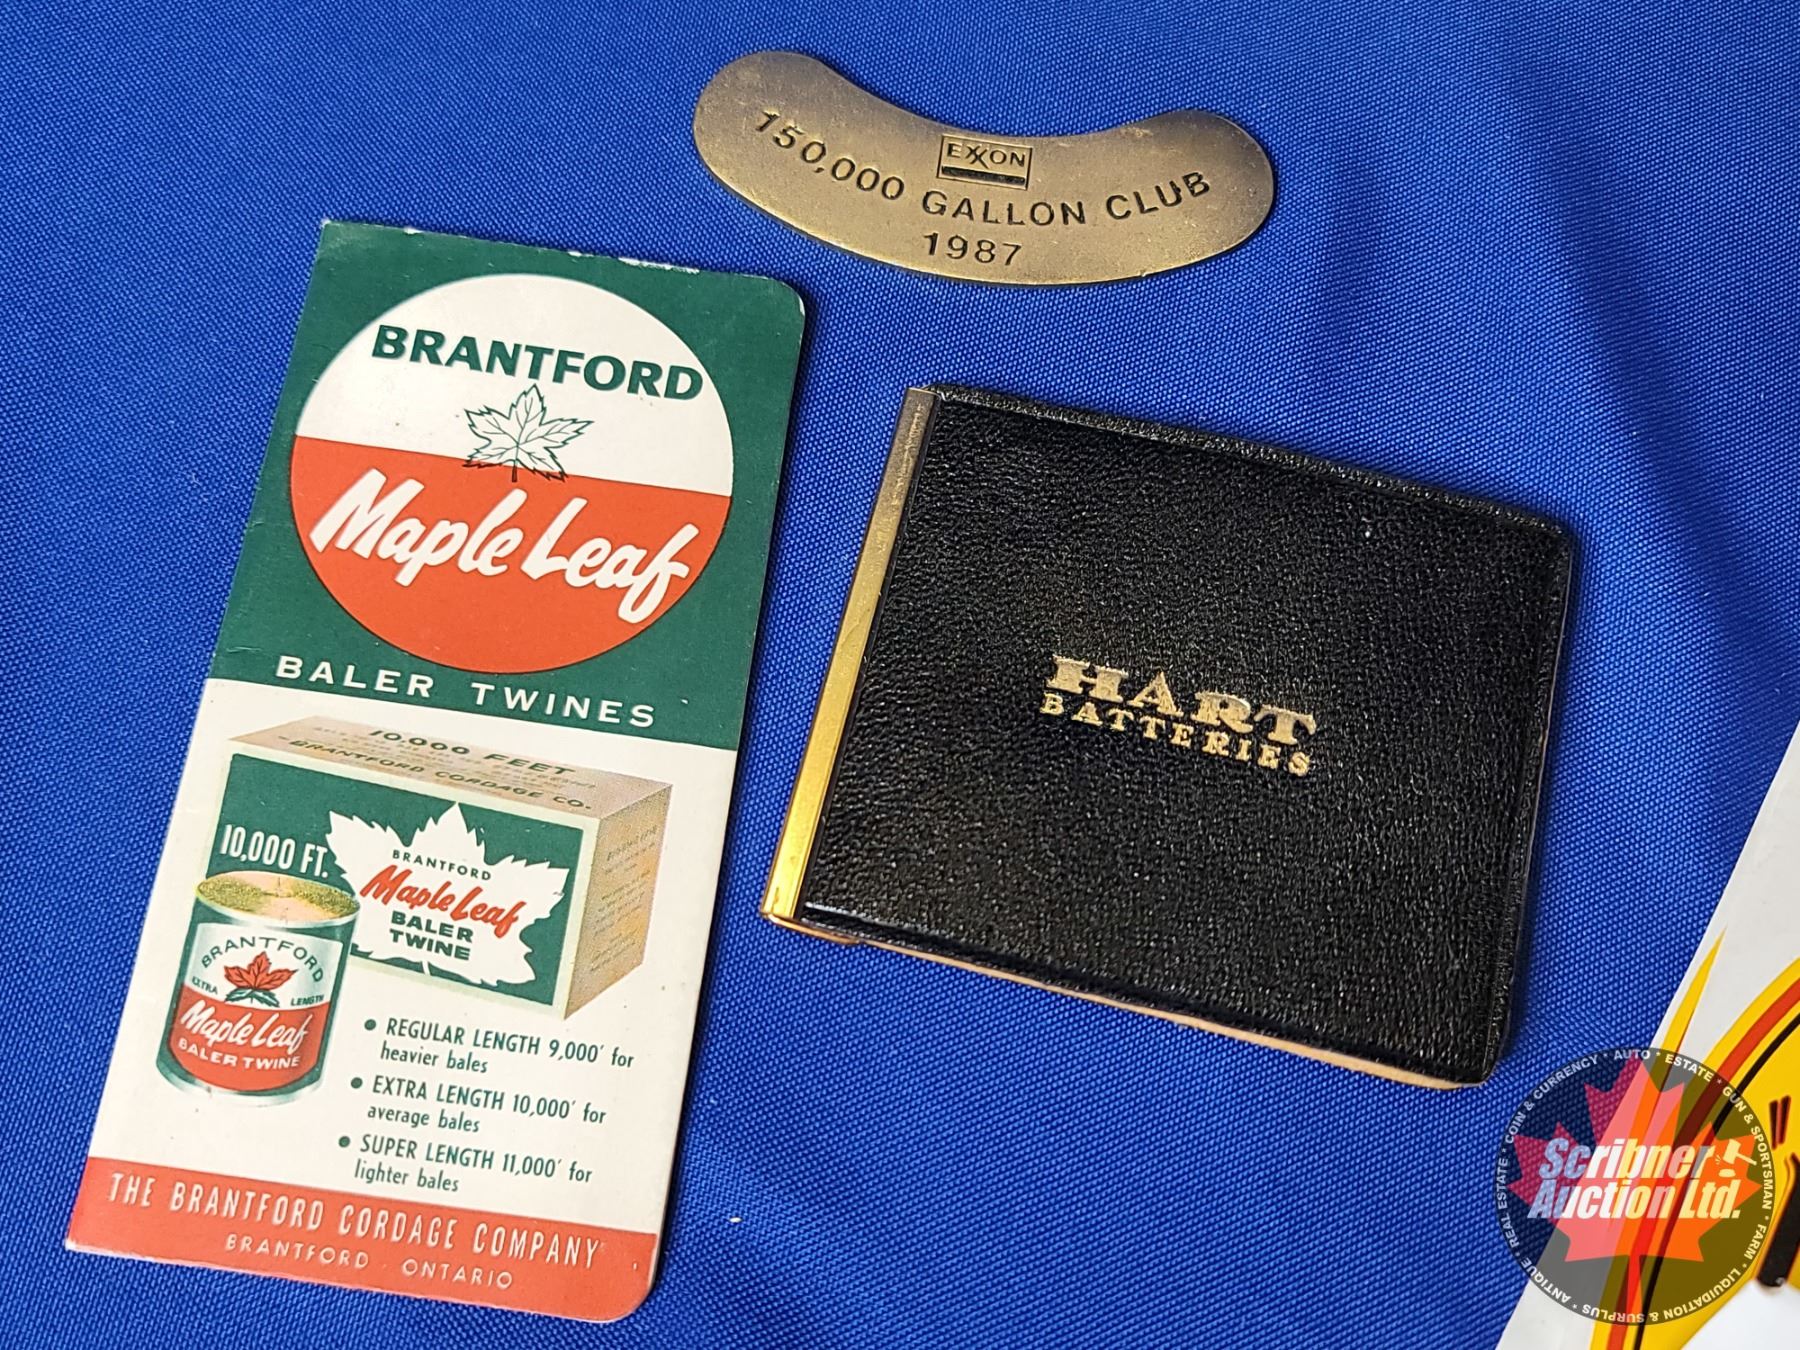 EXXON
150,000 GALLON CLUB
1987
BRANTFORD
Maple Leaf
BALER TWINES
10,000 FEET
BRANTFORD CORDAGE CO.
10,000 FT.
BRANTFORD
Maple Leaf
BALER
TWINE
BRANTFORD
EXTRA LENGTH
Maple Leaf
BALER TWINE
• REGULAR LENGTH 9,000' for
heavier bales
• EXTRA LENGTH 10,000' for
average bales
• SUPER LENGTH 11,000' for
lighter bales
THE BRANTFORD CORDAGE COMPANY
BRANTFORD · ONTARIO
HART
BATTERIES
Scribner
Auction Ltd.
COIN & CURRENCY * AUTO * ESTATE * GUN & SPORTSMAN * FARM * LIQUIDATION & SURPLUS * ANTIQUE * REAL ESTATE *